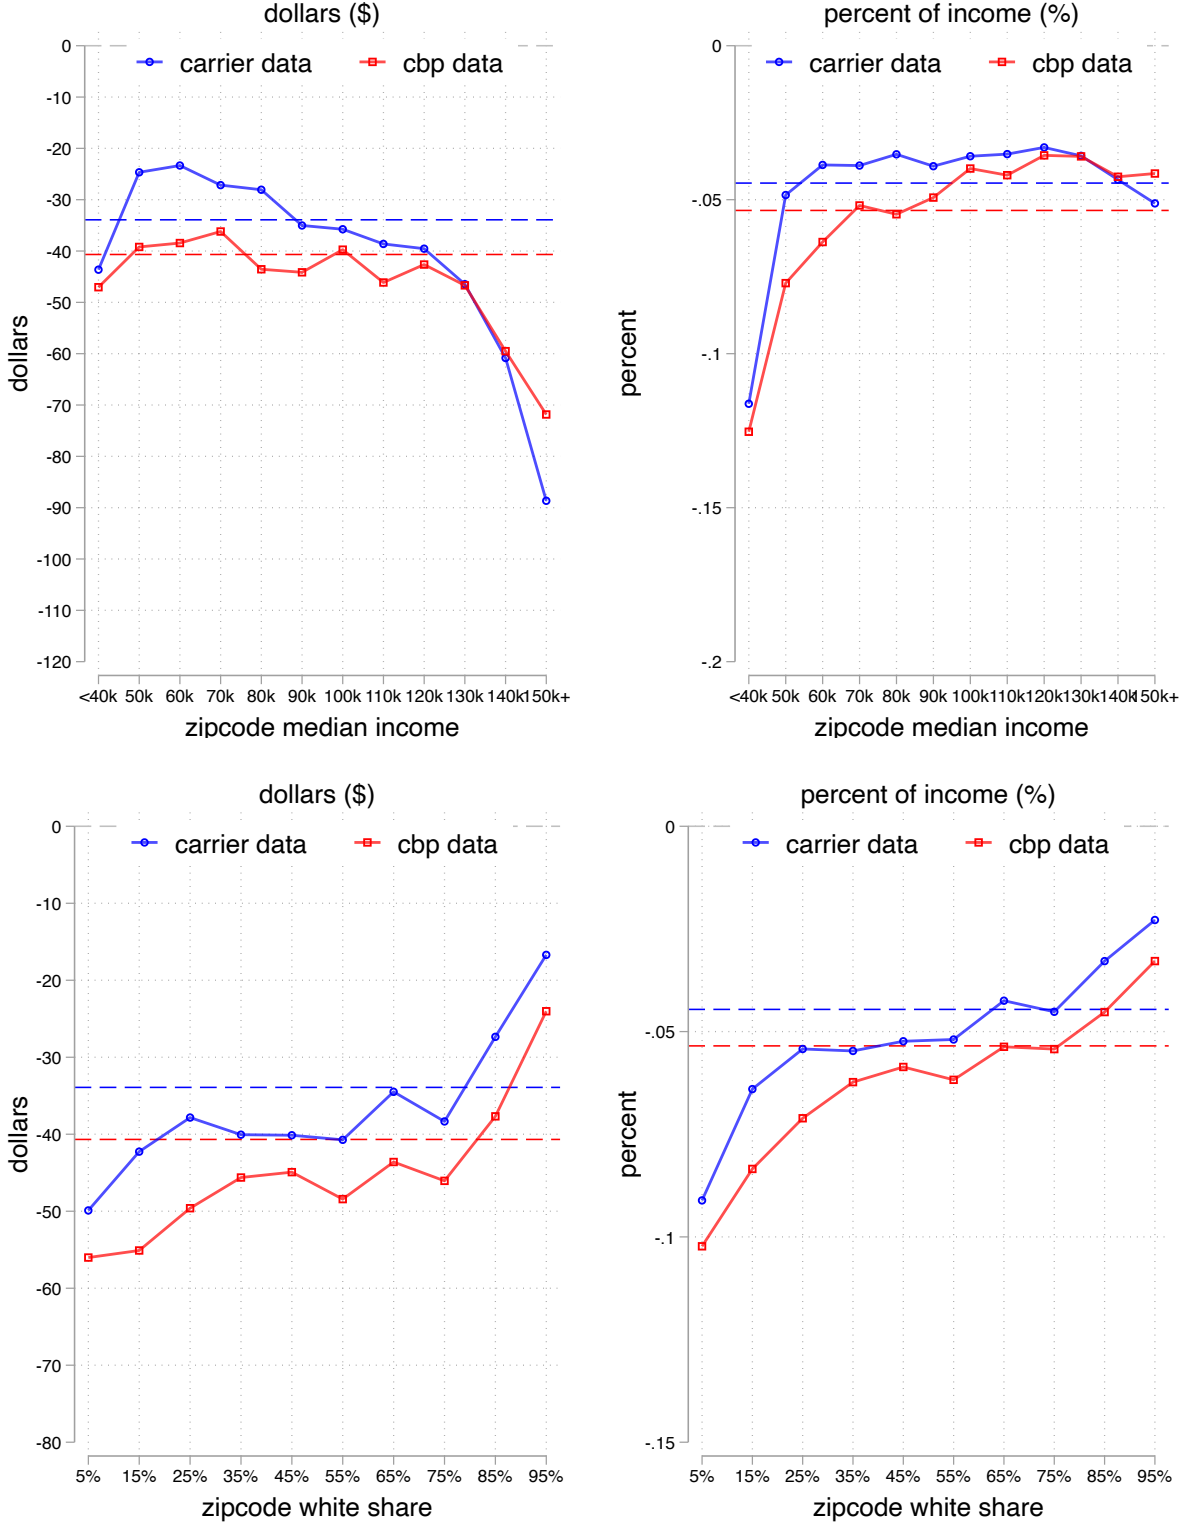 dollars ($)
carrier data
cbp data
0
-10
-20
-30
-40
-50
-60
-70
-80
-90
-100
-110
-120
dollars
<40k 50k 60k 70k 80k 90k 100k 110k 120k 130k 140k 150k+
zipcode median income
percent of income (%)
carrier data
cbp data
0
-.05
-.1
-.15
-.2
percent
<40k 50k 60k 70k 80k 90k 100k 110k 120k 130k 140k 150k+
zipcode median income
dollars ($)
carrier data
cbp data
0
-10
-20
-30
-40
-50
-60
-70
-80
dollars
5% 15% 25% 35% 45% 55% 65% 75% 85% 95%
zipcode white share
percent of income (%)
carrier data
cbp data
0
-.05
-.1
-.15
percent
5% 15% 25% 35% 45% 55% 65% 75% 85% 95%
zipcode white share